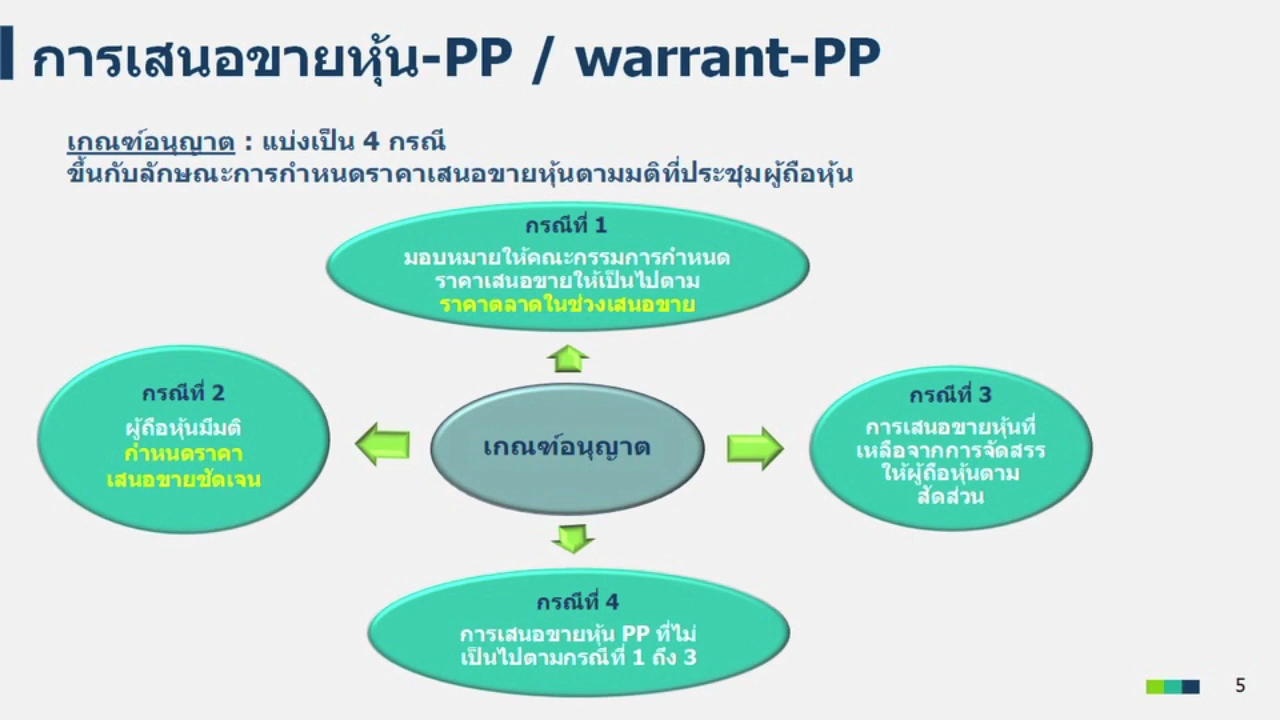 การเสนอขายหุ้น-PP / warrant-PP
เกณฑ์อนุญาต : แบ่งเป็น 4 กรณี
ขึ้นกับลักษณะการกำหนดราคาเสนอขายหุ้นตามมติที่ประชุมผู้ถือหุ้น
กรณีที่ 1
มอบหมายให้คณะกรรมการกำหนด
ราคาเสนอขายให้เป็นไปตาม
ราคาตลาดในช่วงเสนอขาย
กรณีที่ 2
ผู้ถือหุ้นมีมติ
กำหนดราคา
เสนอขายชัดเจน
เกณฑ์อนุญาต
กรณีที่ 3
การเสนอขายหุ้นที่
เหลือจากการจัดสรร
ให้ผู้ถือหุ้นตาม
สัดส่วน
กรณีที่ 4
การเสนอขายหุ้น PP ที่ไม่
เป็นไปตามกรณีที่ 1 ถึง 3
5